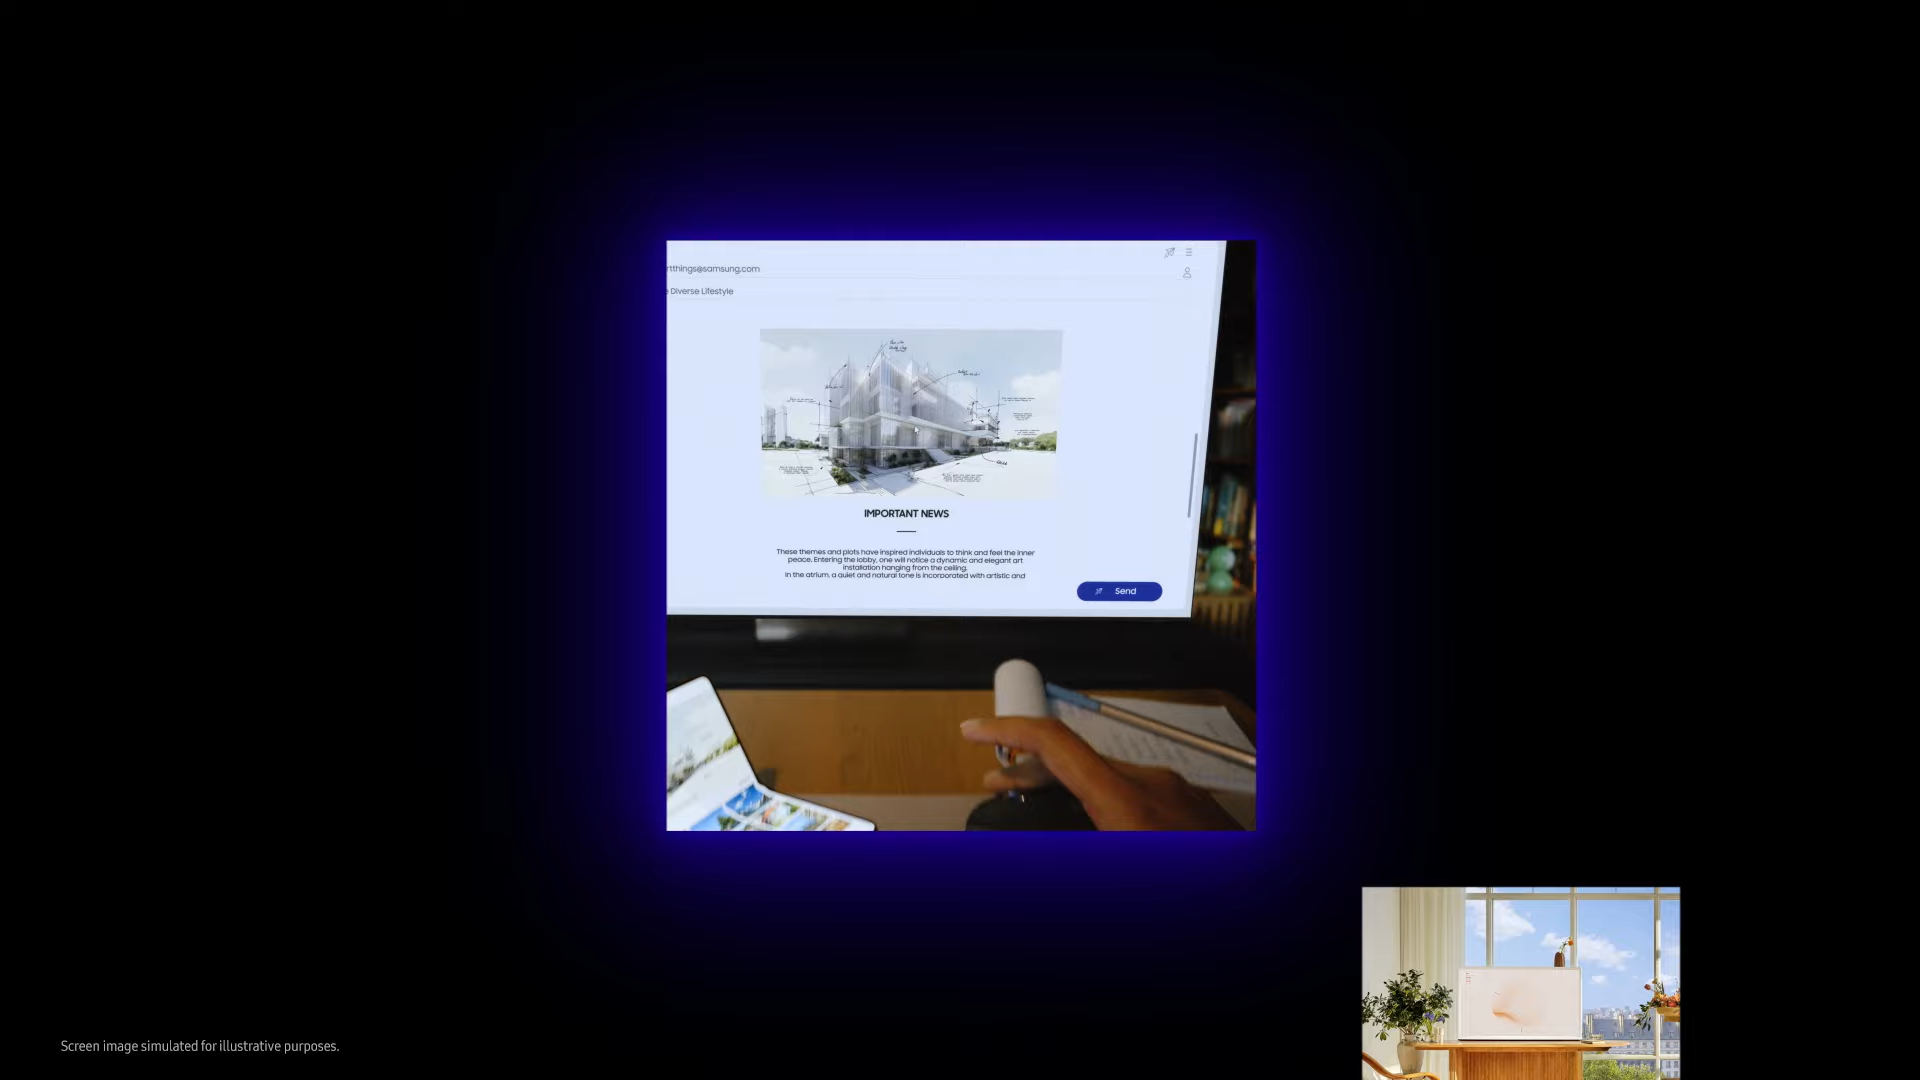 rtthings@samsung.com
e Diverse Lifestyle
IMPORTANT NEWS
These themes and plots have inspired individuals to think and feel the inner
peace. Entering the lobby, one will notice a dynamic and elegant art
installation hanging from the ceiling.
In the atrium, a quiet and natural tone is incorporated with artistic and
Send
Screen image simulated for illustrative purposes.